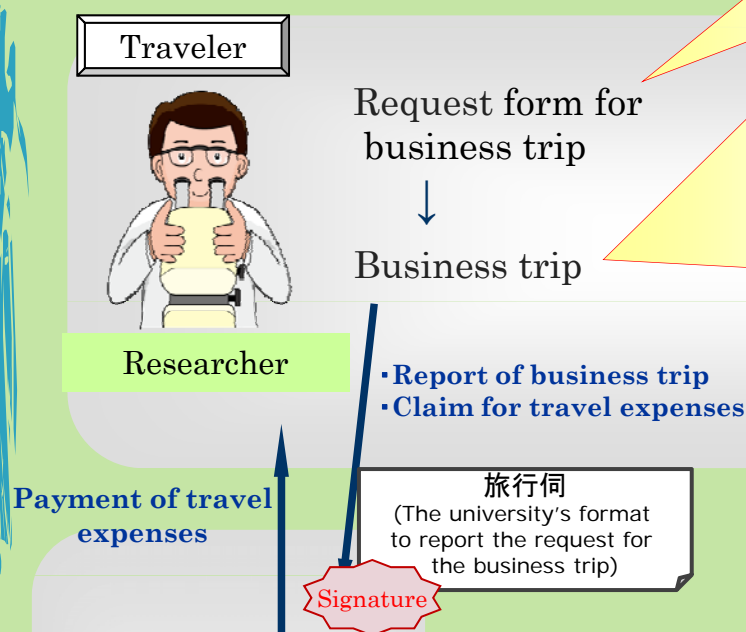 Traveler
Request form for
business trip
↓
Business trip
Researcher
・Report of business trip
・Claim for travel expenses
Payment of travel
expenses
旅行伺
(The university's format
to report the request for
the business trip)
Signature